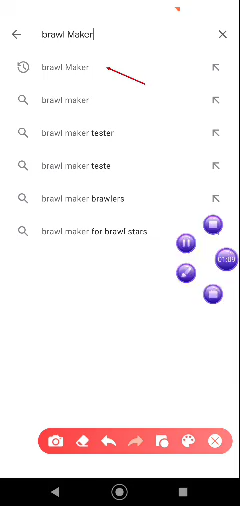 brawl Maker
brawl Maker
brawl maker
brawl maker tester
brawl maker teste
brawl maker brawlers
brawl maker for brawl stars
01:09